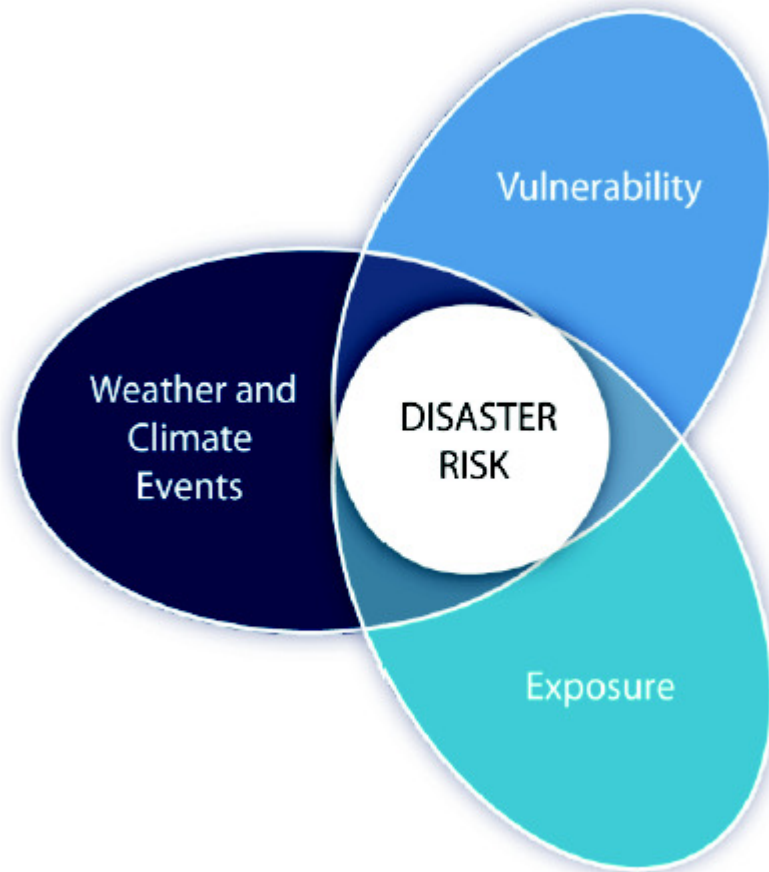 Vulnerability
Weather and
Climate
Events
DISASTER
RISK
Exposure